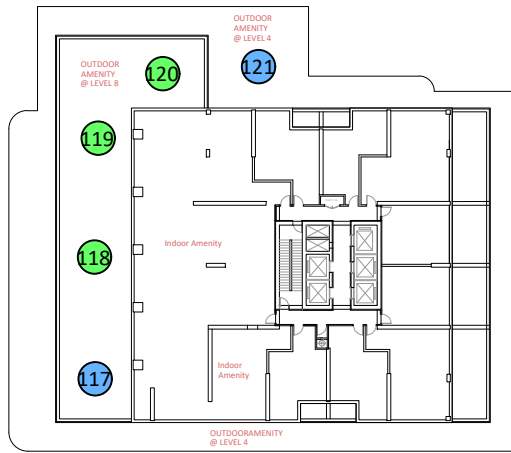 OUTDOOR
AMENITY
@ LEVEL 4
121
OUTDOOR
AMENITY
@ LEVEL 8
120
119
Indoor Amenity
118
Indoor
Amenity
117
OUTDOORAMENITY
@ LEVEL 4